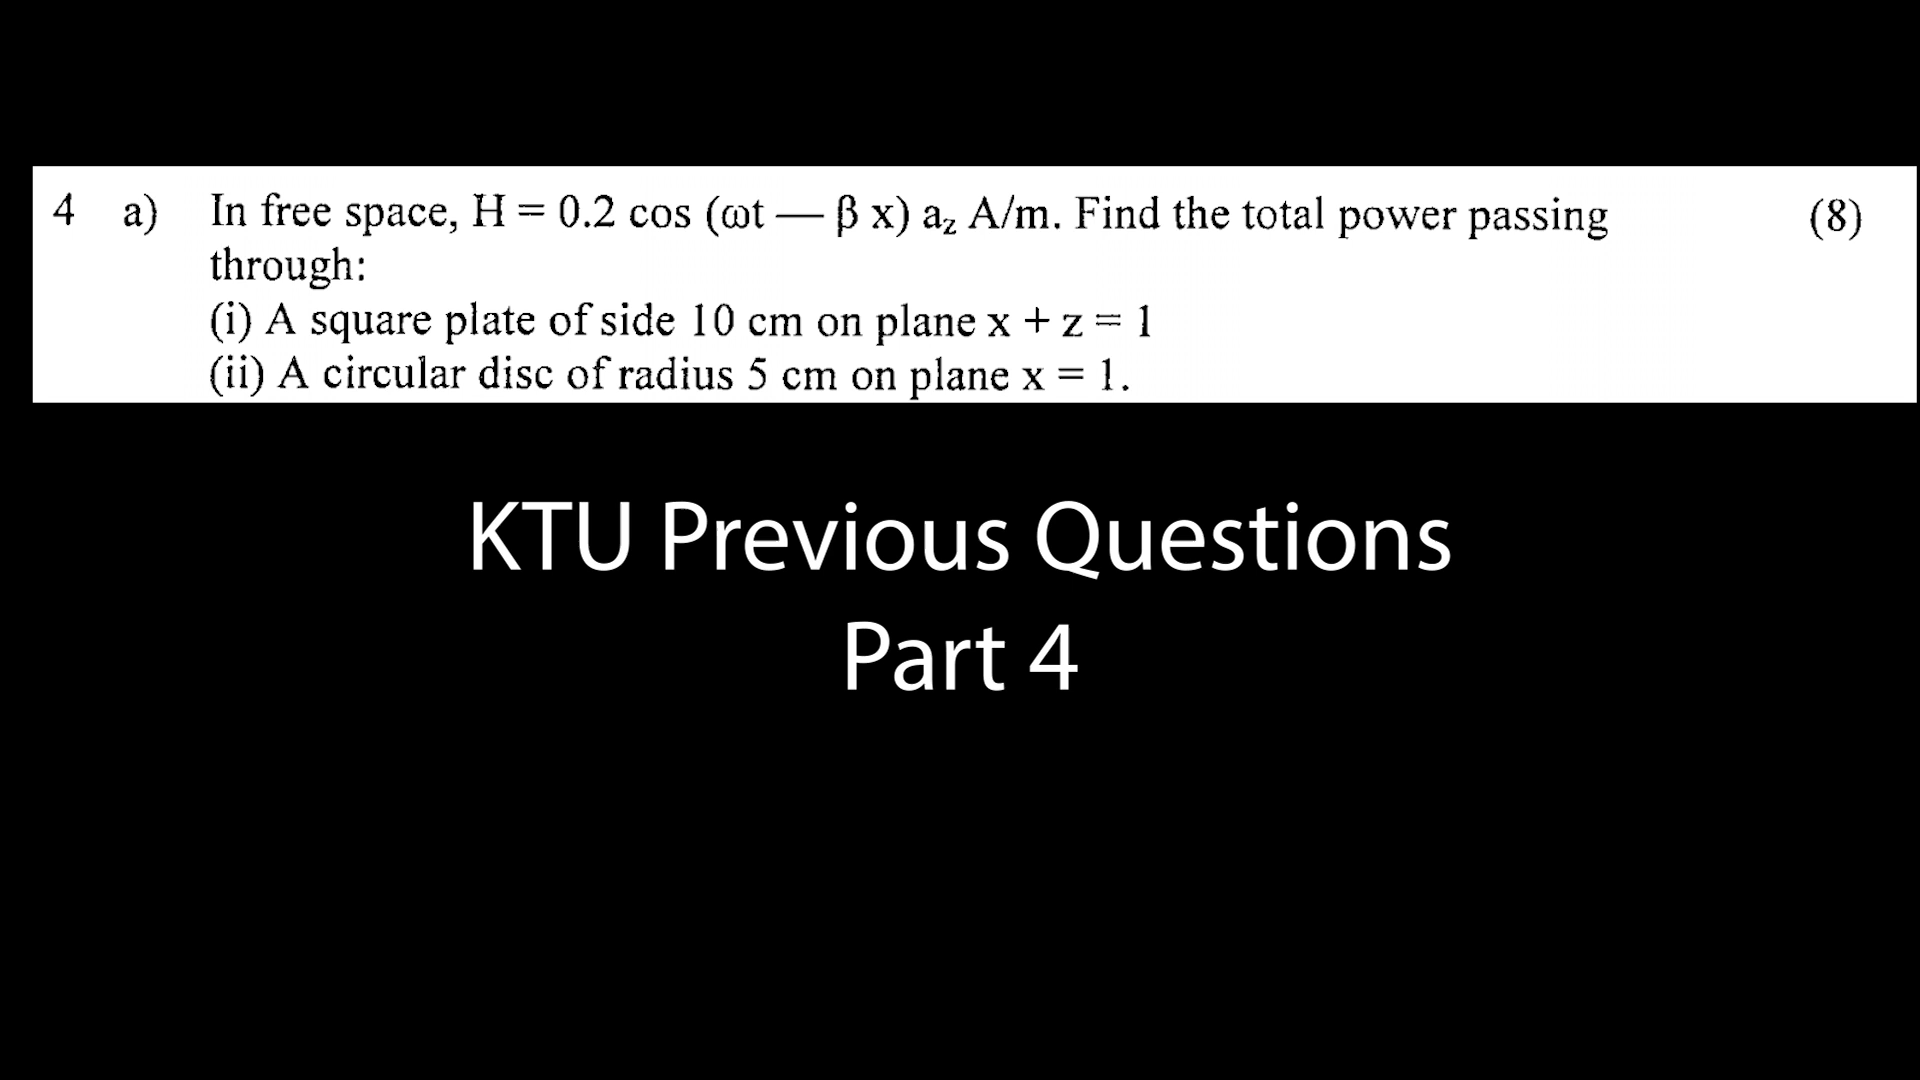 4 a) In free space, H = 0.2 cos (ωt — β x) a_z A/m. Find the total power passing (8)
through:
(i) A square plate of side 10 cm on plane x + z = 1
(ii) A circular disc of radius 5 cm on plane x = 1.
KTU Previous Questions
Part 4